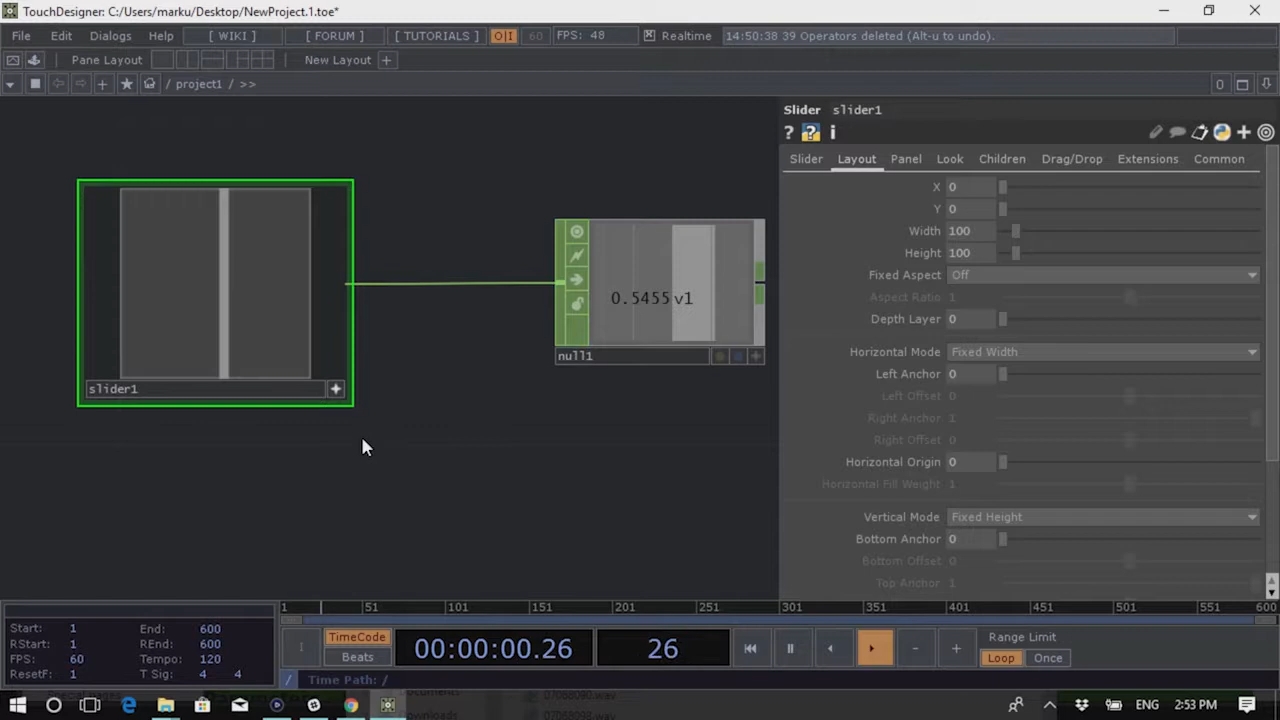 TouchDesigner: C:/Users/marku/Desktop/NewProject.1.toe*
File Edit Dialogs Help [ WIKI ] [ FORUM ] [ TUTORIALS ] O|I 60 FPS: 48 Realtime 14:50:38 39 Operators deleted (Alt-u to undo).
Pane Layout New Layout +
/ project1 / >> 0
Slider slider1
? ? i
Slider Layout Panel Look Children Drag/Drop Extensions Common
X 0
Y 0
Width 100
Height 100
Fixed Aspect Off
Aspect Ratio 1
Depth Layer 0
Horizontal Mode Fixed Width
Left Anchor 0
Left Offset 0
Right Anchor 1
Right Offset 0
Horizontal Origin 0
Horizontal Fill Weight 1
Vertical Mode Fixed Height
Bottom Anchor 0
Bottom Offset 0
Top Anchor 1
slider1
0.5455 v1
null1
1 51 101 151 201 251 301 351 401 451 501 551 600
Start: 1 End: 600
RStart: 1 REnd: 600
FPS: 60 Tempo: 120
ResetF: 1 T Sig: 4 4
TimeCode
Beats
00:00:00.26
26
Range Limit
Loop Once
/ Time Path: /
ENG 2:53 PM